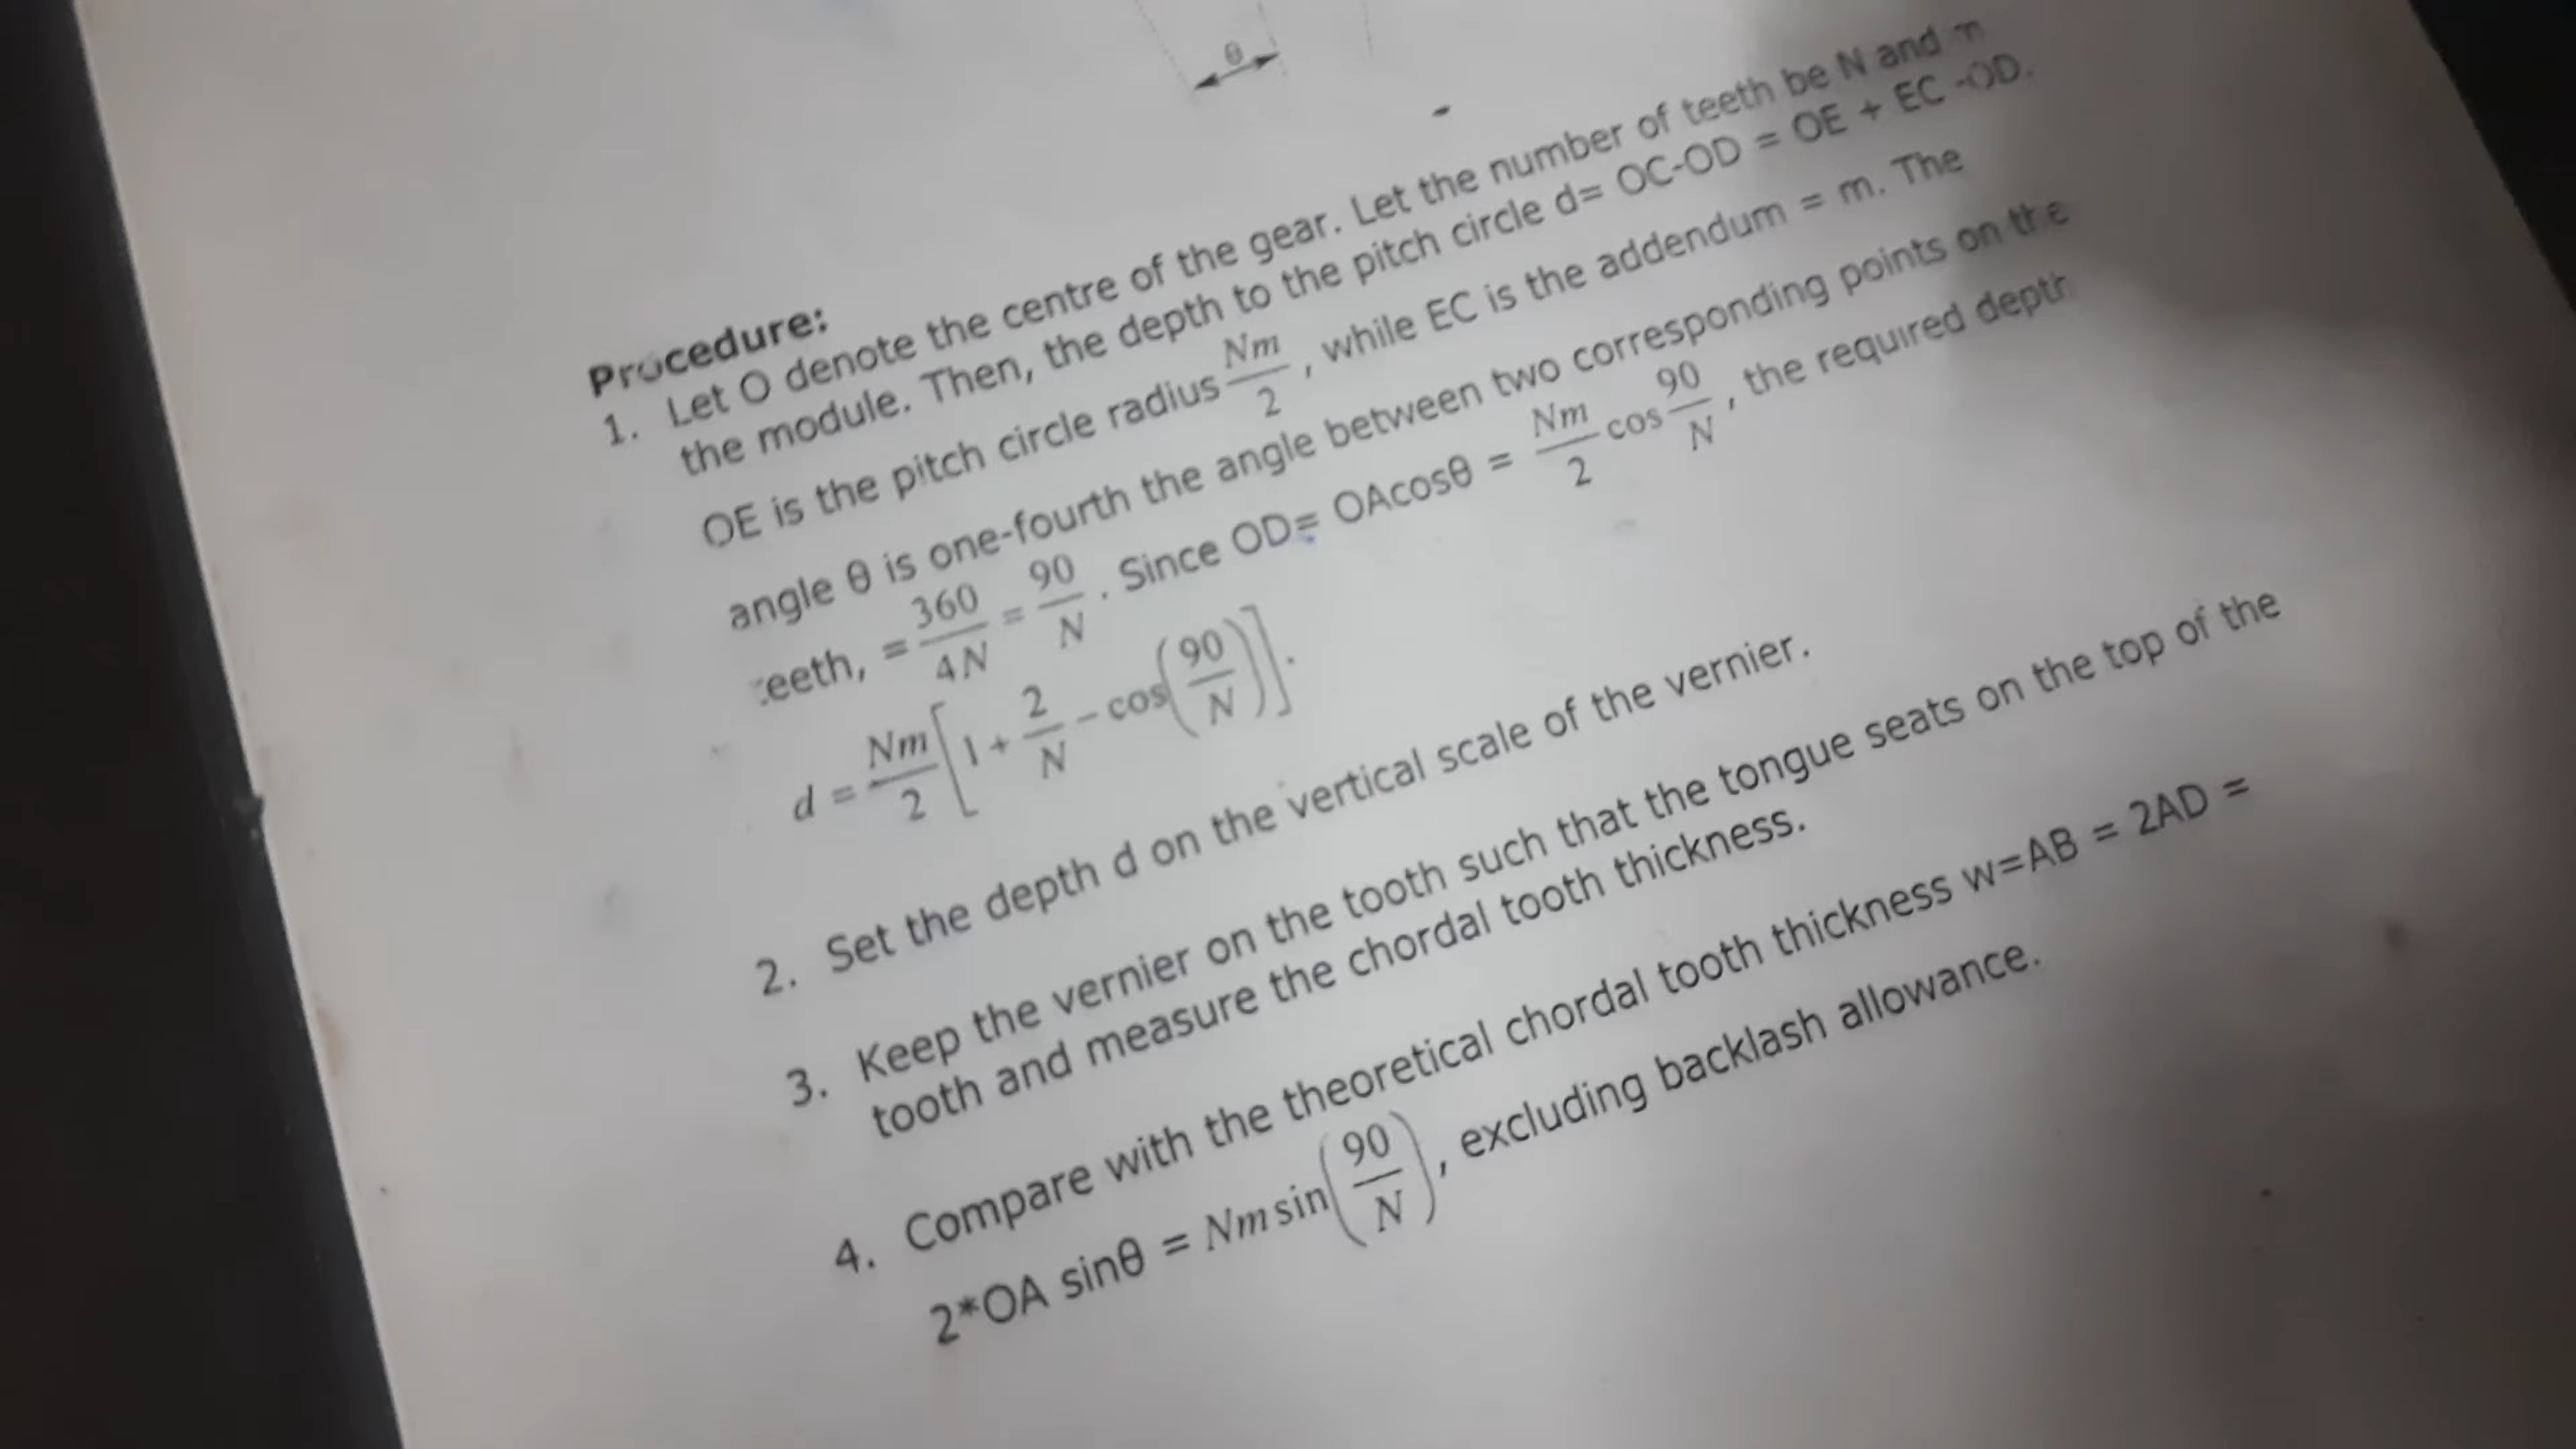 θ
Procedure:
1. Let O denote the centre of the gear. Let the number of teeth be N and m
the module. Then, the depth to the pitch circle d= OC-OD = OE + EC -OD.
OE is the pitch circle radius Nm/2, while EC is the addendum = m. The
angle θ is one-fourth the angle between two corresponding points on the
teeth, = 360/4N = 90/N. Since OD= OAcosθ = Nm/2 cos 90/N, the required depth
d = Nm/2 [1 + 2/N − cos(90/N)].
2. Set the depth d on the vertical scale of the vernier.
3. Keep the vernier on the tooth such that the tongue seats on the top of the
tooth and measure the chordal tooth thickness.
4. Compare with the theoretical chordal tooth thickness w=AB = 2AD =
2*OA sinθ = Nm sin(90/N), excluding backlash allowance.